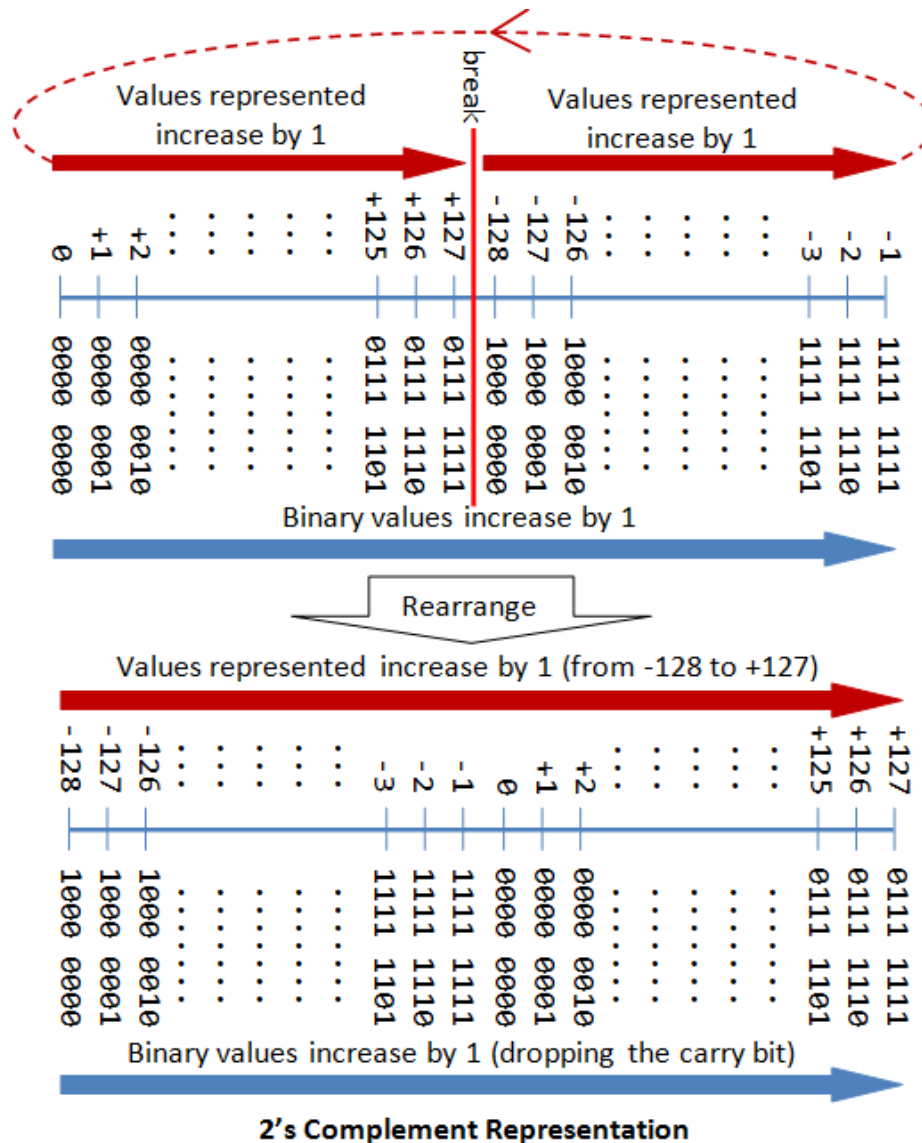 break
Values represented
increase by 1
Values represented
increase by 1
0 +1 +2 ..... +125 +126 +127 -128 -127 -126 ..... -3 -2 -1
0000 0000
0000 0001
0000 0010
0111 1101
0111 1110
0111 1111
1000 0000
1000 0001
1000 0010
1111 1101
1111 1110
1111 1111
Binary values increase by 1
Rearrange
Values represented increase by 1 (from -128 to +127)
-128 -127 -126 ..... -3 -2 -1 0 +1 +2 ..... +125 +126 +127
1000 0000
1000 0001
1000 0010
1111 1101
1111 1110
1111 1111
0000 0000
0000 0001
0000 0010
0111 1101
0111 1110
0111 1111
Binary values increase by 1 (dropping the carry bit)
2's Complement Representation